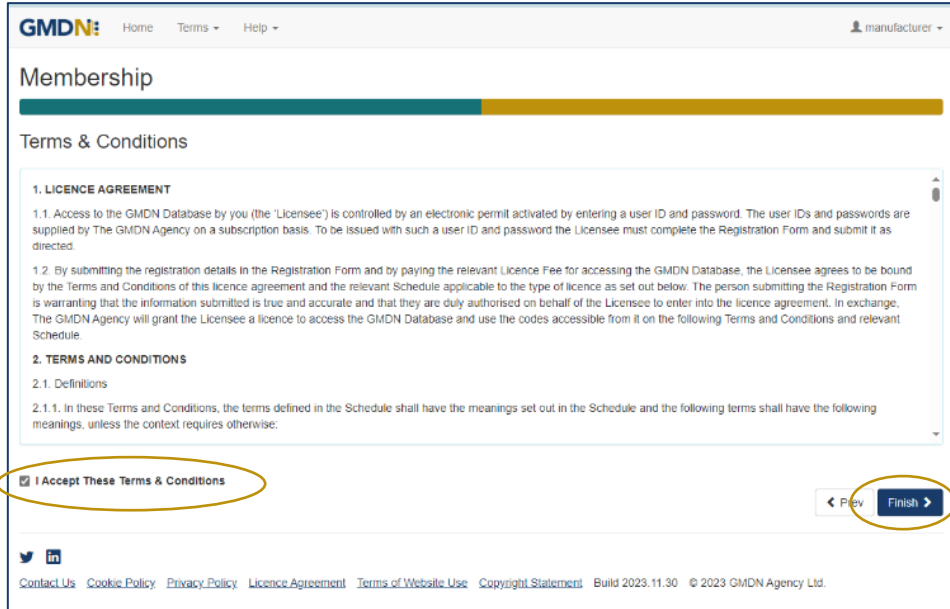 GMDN Home Terms Help manufacturer
Membership
Terms & Conditions
1. LICENCE AGREEMENT
1.1. Access to the GMDN Database by you (the 'Licensee') is controlled by an electronic permit activated by entering a user ID and password. The user IDs and passwords are
supplied by The GMDN Agency on a subscription basis. To be issued with such a user ID and password the Licensee must complete the Registration Form and submit it as
directed.
1.2. By submitting the registration details in the Registration Form and by paying the relevant Licence Fee for accessing the GMDN Database, the Licensee agrees to be bound
by the Terms and Conditions of this licence agreement and the relevant Schedule applicable to the type of licence as set out below. The person submitting the Registration Form
is warranting that the information submitted is true and accurate and that they are duly authorised on behalf of the Licensee to enter into the licence agreement. In exchange,
The GMDN Agency will grant the Licensee a licence to access the GMDN Database and use the codes accessible from it on the following Terms and Conditions and relevant
Schedule.
2. TERMS AND CONDITIONS
2.1. Definitions
2.1.1. In these Terms and Conditions, the terms defined in the Schedule shall have the meanings set out in the Schedule and the following terms shall have the following
meanings, unless the context requires otherwise:
I Accept These Terms & Conditions
Prev Finish
Contact Us Cookie Policy Privacy Policy Licence Agreement Terms of Website Use Copyright Statement Build 2023.11.30 © 2023 GMDN Agency Ltd.